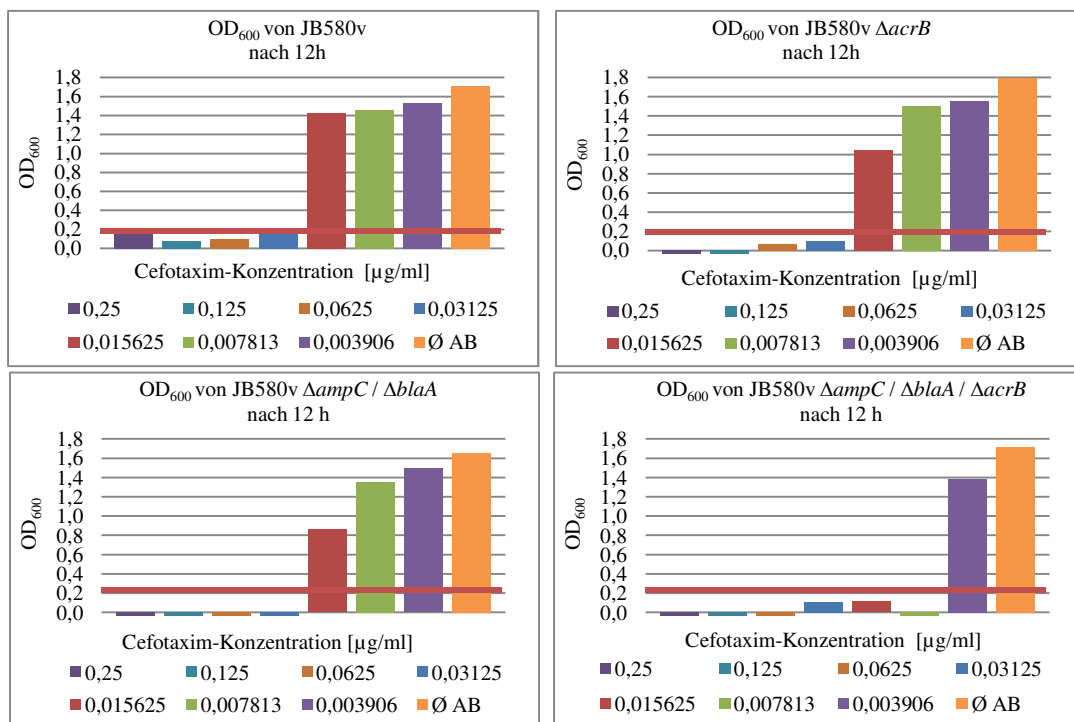 OD600 von JB580v
nach 12h
1,8
1,6
1,4
1,2
1,0
0,8
0,6
0,4
0,2
0,0
OD600
Cefotaxim-Konzentration [µg/ml]
0,25 0,125 0,0625 0,03125
0,015625 0,007813 0,003906 Ø AB
OD600 von JB580v ΔacrB
nach 12h
1,8
1,6
1,4
1,2
1,0
0,8
0,6
0,4
0,2
0,0
OD600
Cefotaxim-Konzentration [µg/ml]
0,25 0,125 0,0625 0,03125
0,015625 0,007813 0,003906 Ø AB
OD600 von JB580v ΔampC / ΔblaA
nach 12 h
1,8
1,6
1,4
1,2
1,0
0,8
0,6
0,4
0,2
0,0
OD600
Cefotaxim-Konzentration [µg/ml]
0,25 0,125 0,0625 0,03125
0,015625 0,007813 0,003906 Ø AB
OD600 von JB580v ΔampC / ΔblaA / ΔacrB
nach 12 h
1,8
1,6
1,4
1,2
1,0
0,8
0,6
0,4
0,2
0,0
OD600
Cefotaxim-Konzentration [µg/ml]
0,25 0,125 0,0625 0,03125
0,015625 0,007813 0,003906 Ø AB